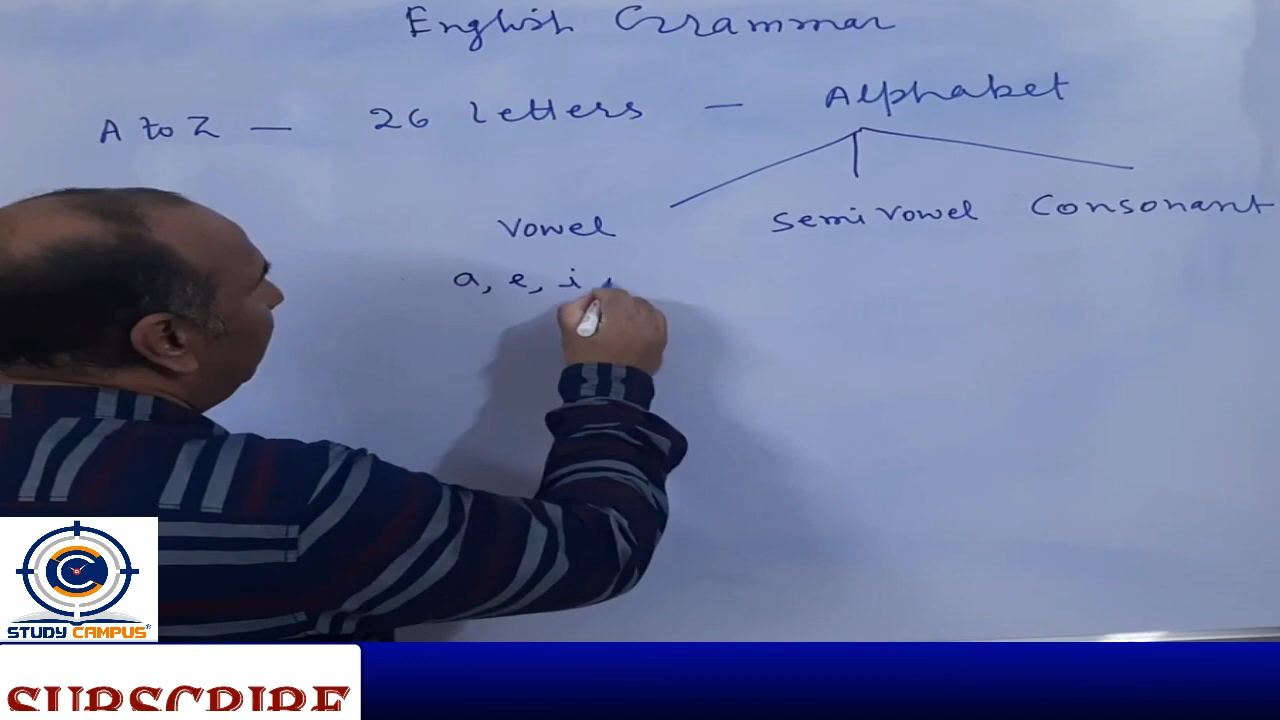 English Grammar
A to Z — 26 Letters — Alphabet
Vowel Semi Vowel Consonant
a, e, i
STUDY CAMPUS®
SUBSCRIBE